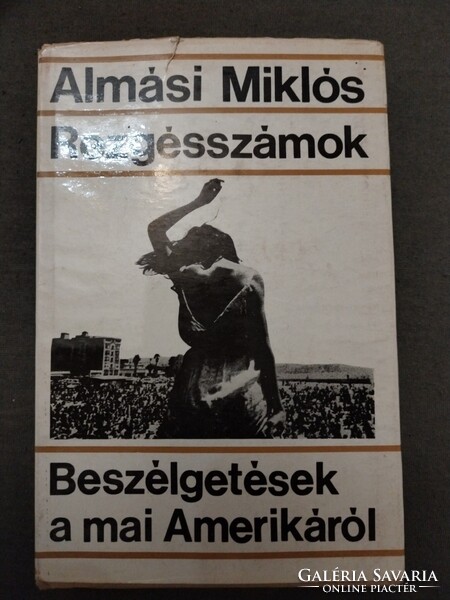 Almási Miklós
Rezgésszámok
Beszélgetések
a mai Amerikáról
GALÉRIA SAVARIA
ONLINE PIACTÉR